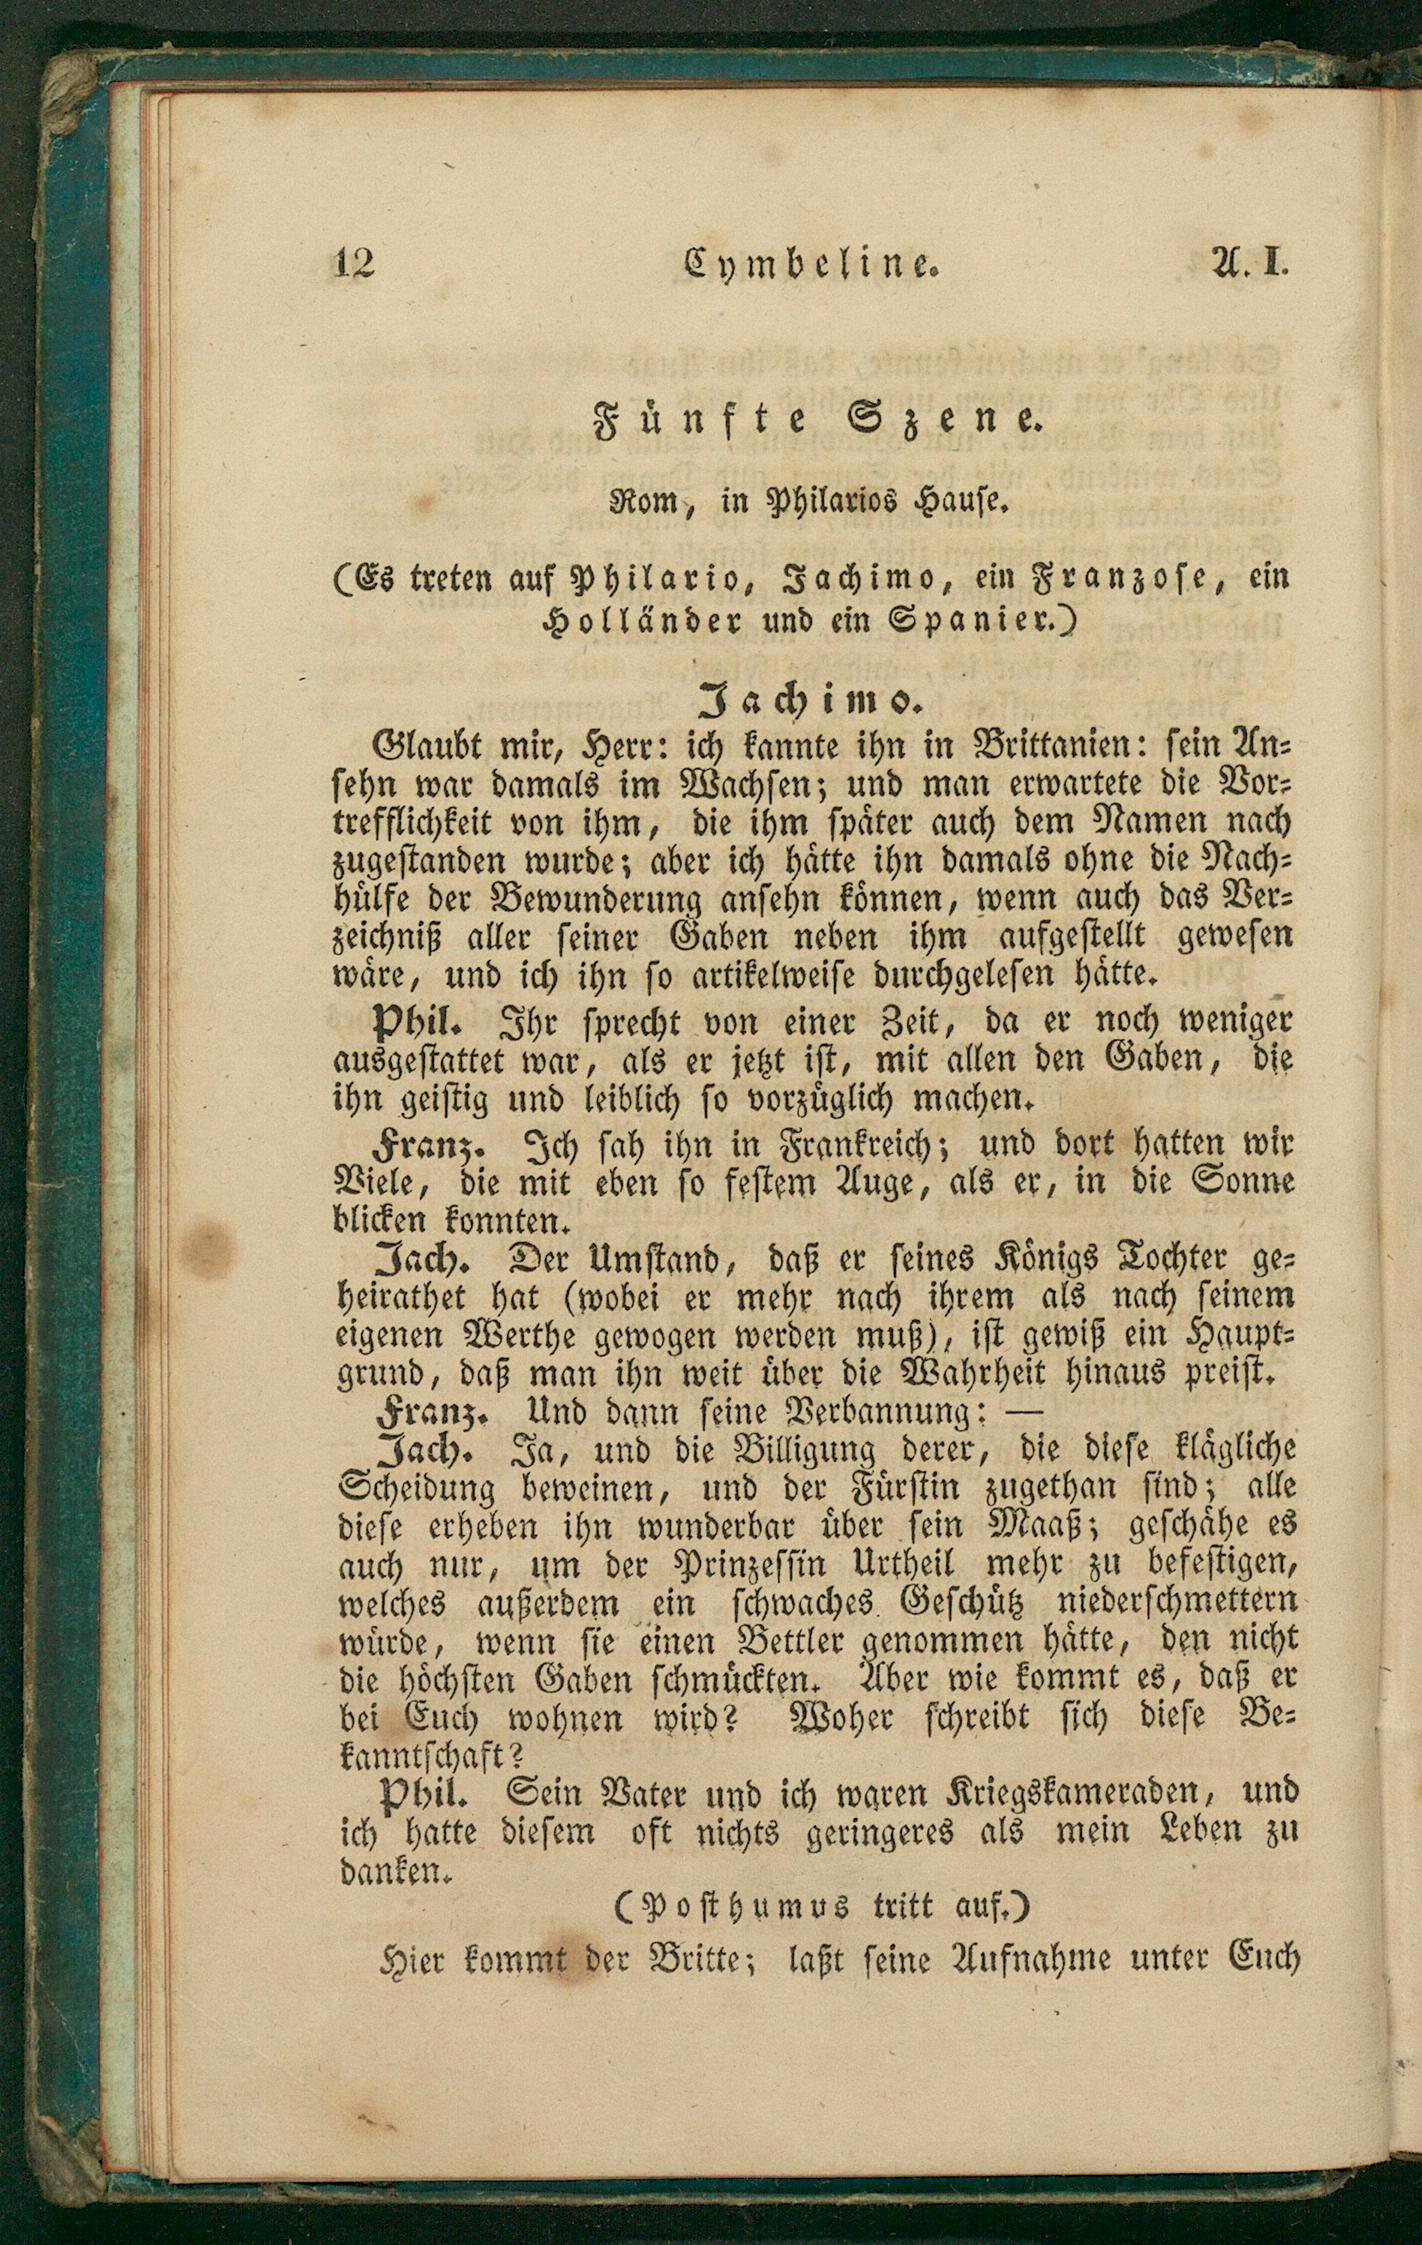 12 Cymbeline. A. I.
Fünfte Szene.
Rom, in Philarios Hause.
(Es treten auf Philario, Jachimo, ein Franzose, ein
Holländer und ein Spanier.)
Jachimo.
Glaubt mir, Herr: ich kannte ihn in Brittanien: sein An-
sehn war damals im Wachsen; und man erwartete die Vor-
trefflichkeit von ihm, die ihm später auch dem Namen nach
zugestanden wurde; aber ich hätte ihn damals ohne die Nach-
hülfe der Bewunderung ansehn können, wenn auch das Ver-
zeichniß aller seiner Gaben neben ihm aufgestellt gewesen
wäre, und ich ihn so artikelweise durchgelesen hätte.
Phil. Ihr sprecht von einer Zeit, da er noch weniger
ausgestattet war, als er jetzt ist, mit allen den Gaben, die
ihn geistig und leiblich so vorzüglich machen.
Franz. Ich sah ihn in Frankreich; und dort hatten wir
Viele, die mit eben so festem Auge, als er, in die Sonne
blicken konnten.
Jach. Der Umstand, daß er seines Königs Tochter ge-
heirathet hat (wobei er mehr nach ihrem als nach seinem
eigenen Werthe gewogen werden muß), ist gewiß ein Haupt-
grund, daß man ihn weit über die Wahrheit hinaus preist.
Franz. Und dann seine Verbannung: —
Jach. Ja, und die Billigung derer, die diese klägliche
Scheidung beweinen, und der Fürstin zugethan sind; alle
diese erheben ihn wunderbar über sein Maaß; geschähe es
auch nur, um der Prinzessin Urtheil mehr zu befestigen,
welches außerdem ein schwaches Geschütz niederschmettern
würde, wenn sie einen Bettler genommen hätte, den nicht
die höchsten Gaben schmückten. Aber wie kommt es, daß er
bei Euch wohnen wird? Woher schreibt sich diese Be-
kanntschaft?
Phil. Sein Vater und ich waren Kriegskameraden, und
ich hatte diesem oft nichts geringeres als mein Leben zu
danken.
(Posthumus tritt auf.)
Hier kommt der Britte; laßt seine Aufnahme unter Euch